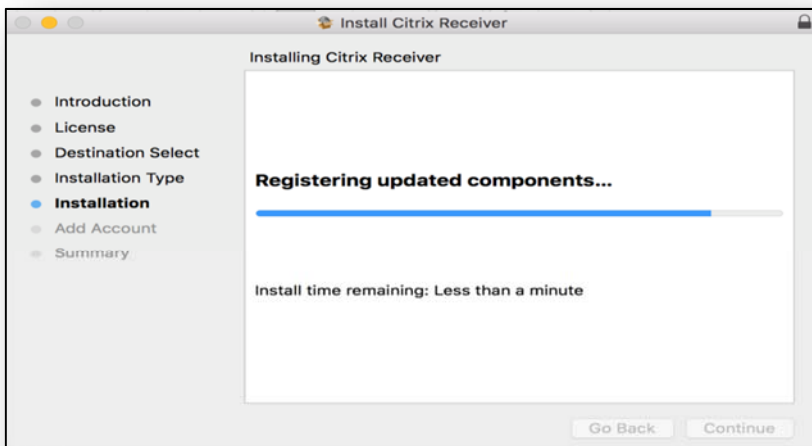 Install Citrix Receiver
Installing Citrix Receiver
Introduction
License
Destination Select
Installation Type
Installation
Add Account
Summary
Registering updated components...
Install time remaining: Less than a minute
Go Back
Continue